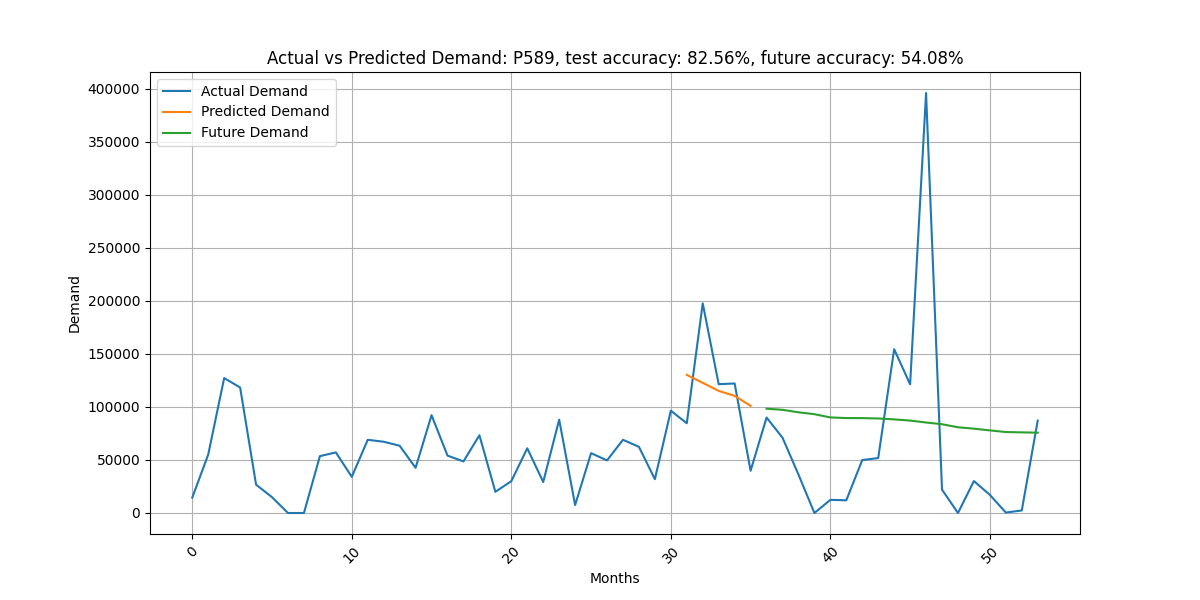 Actual vs Predicted Demand: P589, test accuracy: 82.56%, future accuracy: 54.08%
Actual Demand
Predicted Demand
Future Demand
400000
350000
300000
250000
200000
150000
100000
50000
0
Demand
0
10
20
30
40
50
Months